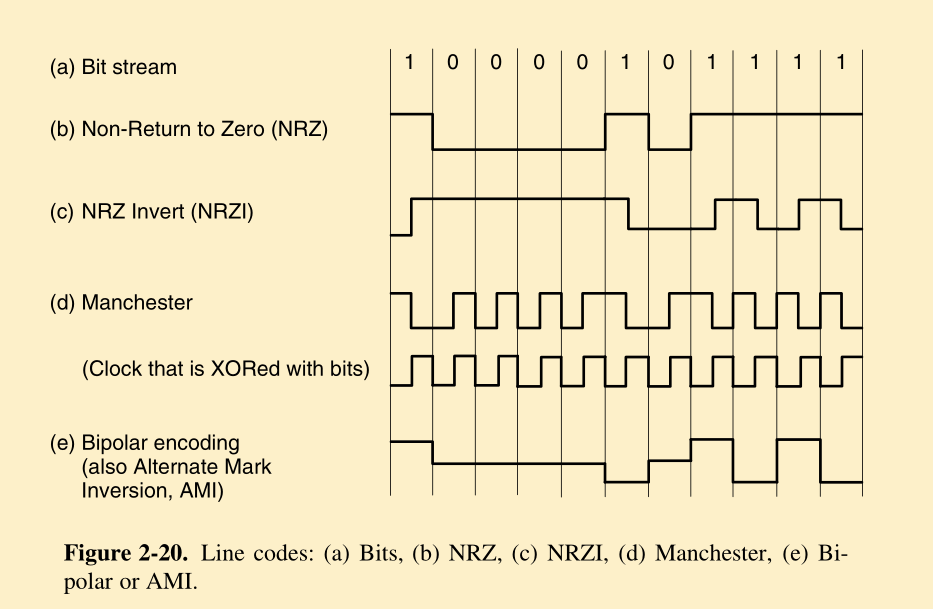 (a) Bit stream 1 0 0 0 0 1 0 1 1 1 1
(b) Non-Return to Zero (NRZ)
(c) NRZ Invert (NRZI)
(d) Manchester
(Clock that is XORed with bits)
(e) Bipolar encoding
(also Alternate Mark
Inversion, AMI)
Figure 2-20. Line codes: (a) Bits, (b) NRZ, (c) NRZI, (d) Manchester, (e) Bi-
polar or AMI.